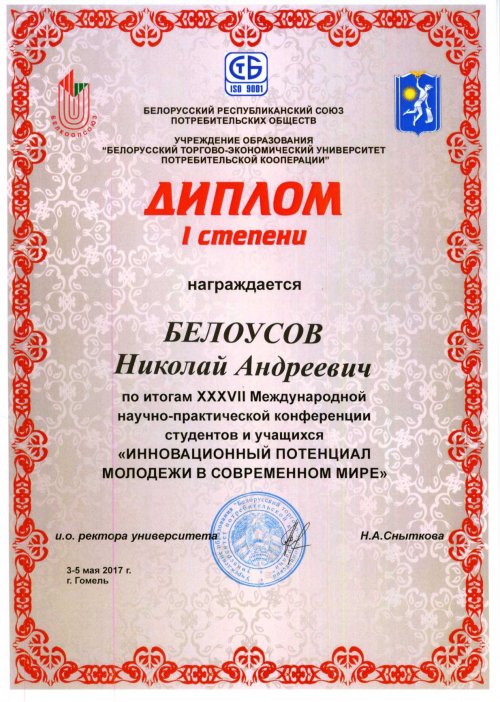 СТБ
ISO 9001
БЕЛКООПСОЮЗ
БЕЛОРУССКИЙ РЕСПУБЛИКАНСКИЙ СОЮЗ
ПОТРЕБИТЕЛЬСКИХ ОБЩЕСТВ
УЧРЕЖДЕНИЕ ОБРАЗОВАНИЯ
"БЕЛОРУССКИЙ ТОРГОВО-ЭКОНОМИЧЕСКИЙ УНИВЕРСИТЕТ
ПОТРЕБИТЕЛЬСКОЙ КООПЕРАЦИИ"
ДИПЛОМ
I степени
награждается
БЕЛОУСОВ
Николай Андреевич
по итогам XXXVII Международной
научно-практической конференции
студентов и учащихся
«ИННОВАЦИОННЫЙ ПОТЕНЦИАЛ
МОЛОДЕЖИ В СОВРЕМЕННОМ МИРЕ»
и.о. ректора университета
Н.А.Сныткова
3-5 мая 2017 г.
г. Гомель